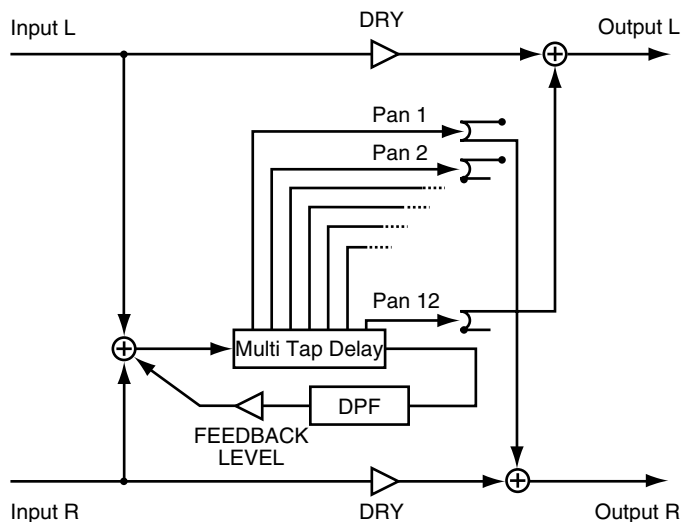 Input L
DRY
Output L
Pan 1
Pan 2
Pan 12
Multi Tap Delay
DPF
FEEDBACK
LEVEL
Input R
DRY
Output R